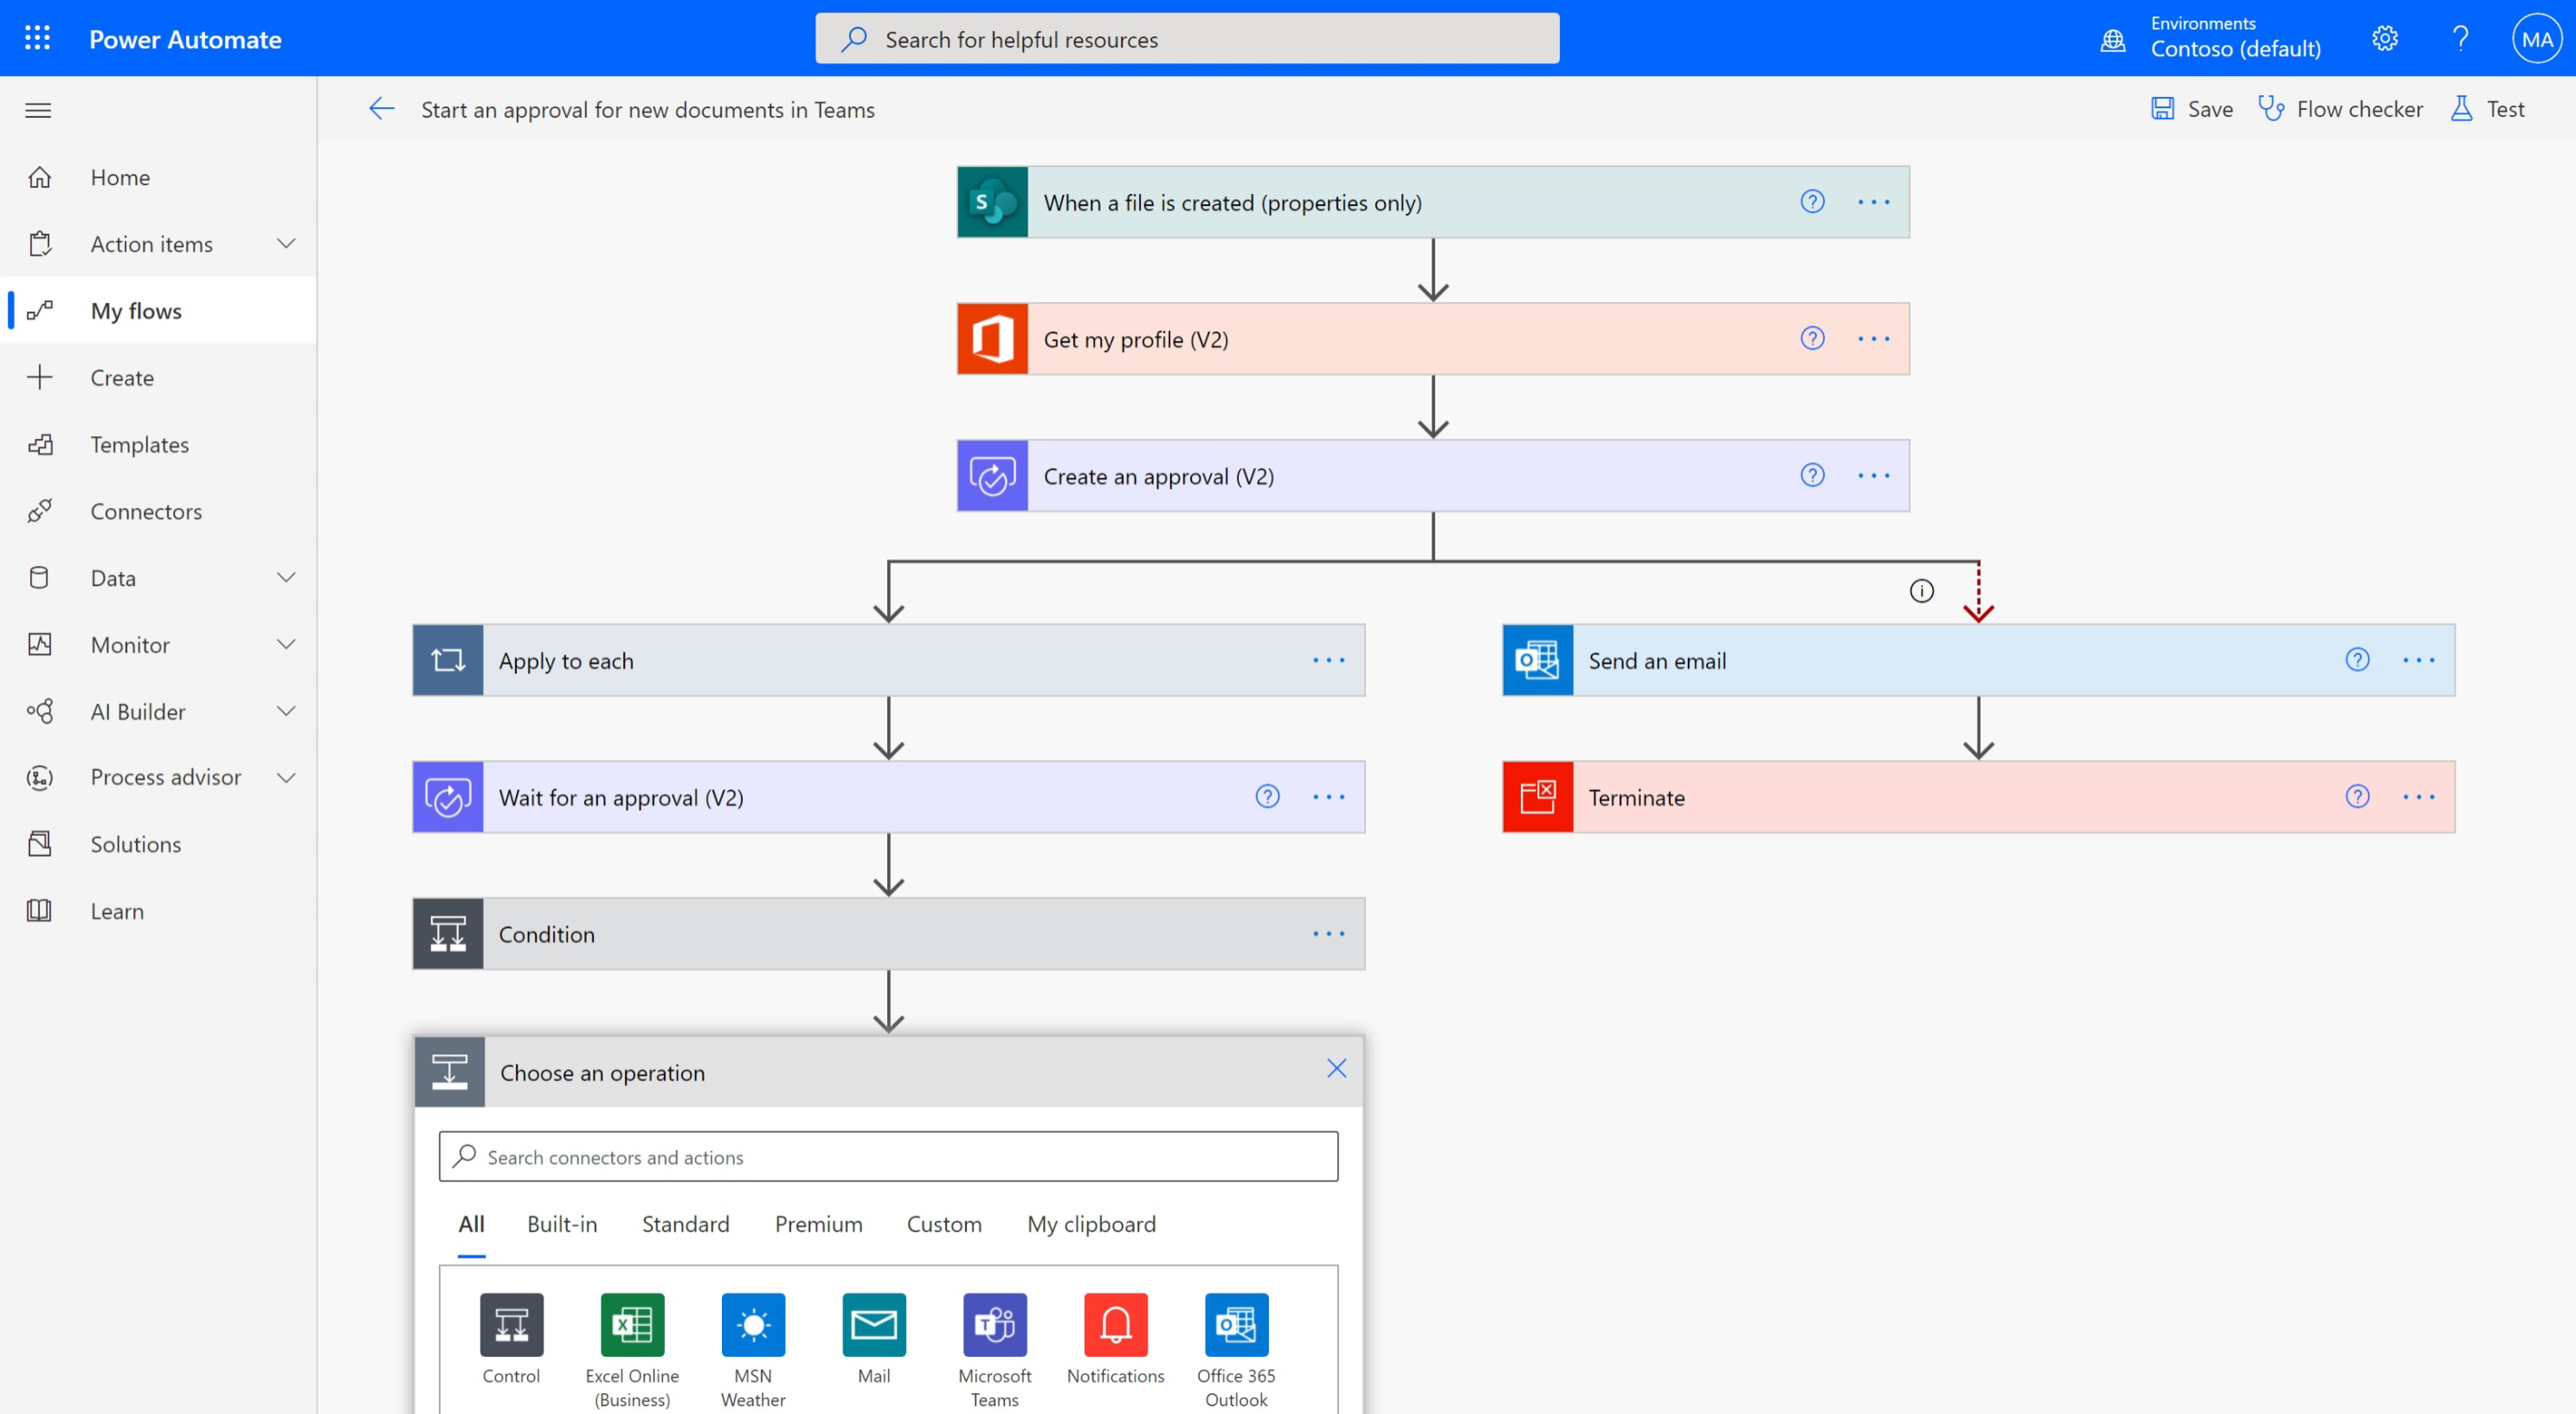 Power Automate
Search for helpful resources
Environments
Contoso (default)
MA
Start an approval for new documents in Teams
Save
Flow checker
Test
Home
Action items
My flows
Create
Templates
Connectors
Data
Monitor
AI Builder
Process advisor
Solutions
Learn
When a file is created (properties only)
Get my profile (V2)
Create an approval (V2)
Apply to each
Send an email
Wait for an approval (V2)
Terminate
Condition
Choose an operation
Search connectors and actions
All
Built-in
Standard
Premium
Custom
My clipboard
Control
Excel Online
(Business)
MSN
Weather
Mail
Microsoft
Teams
Notifications
Office 365
Outlook